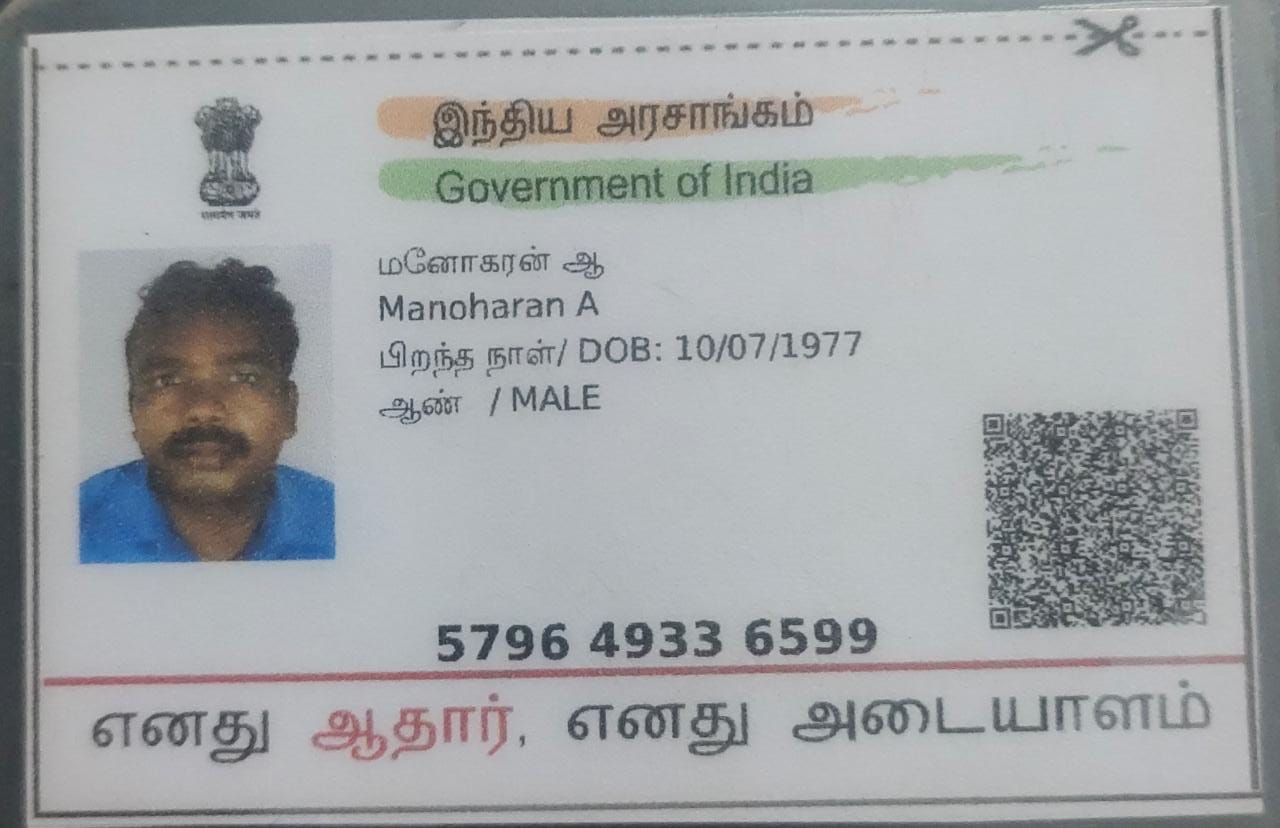 இந்திய அரசாங்கம்
Government of India
மனோகரன் ஆ
Manoharan A
பிறந்த நாள்/ DOB: 10/07/1977
ஆண் / MALE
5796 4933 6599
எனது ஆதார், எனது அடையாளம்